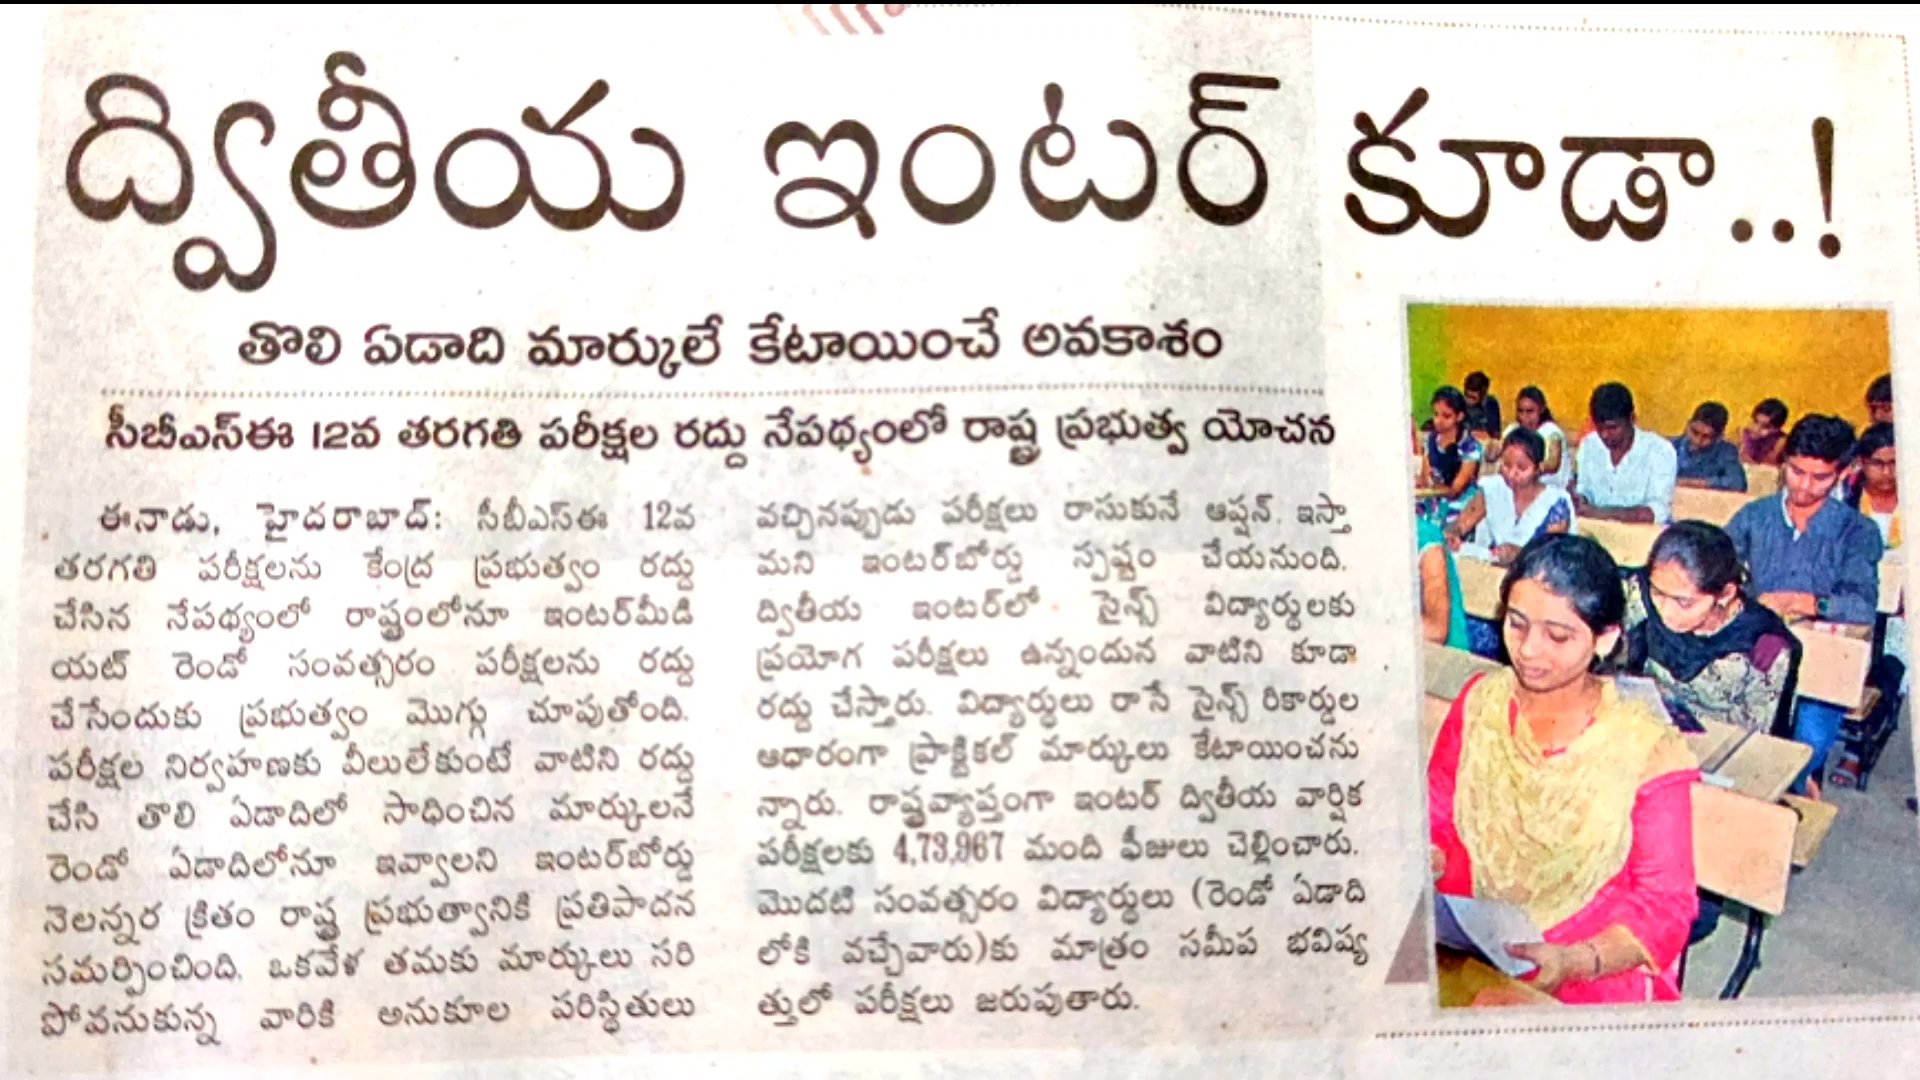 ద్వితీయ ఇంటర్ కూడా..!
తొలి ఏడాది మార్కులే కేటాయించే అవకాశం
సీబీఎస్ఈ 12వ తరగతి పరీక్షల రద్దు నేపథ్యంలో రాష్ట్ర ప్రభుత్వ యోచన
ఈనాడు, హైదరాబాద్: సీబీఎస్ఈ 12వ
తరగతి పరీక్షలను కేంద్ర ప్రభుత్వం రద్దు
చేసిన నేపథ్యంలో రాష్ట్రంలోనూ ఇంటర్‌మీడి
యట్ రెండో సంవత్సరం పరీక్షలను రద్దు
చేసేందుకు ప్రభుత్వం మొగ్గు చూపుతోంది.
పరీక్షల నిర్వహణకు వీలులేకుంటే వాటిని రద్దు
చేసి తొలి ఏడాదిలో సాధించిన మార్కులనే
రెండో ఏడాదిలోనూ ఇవ్వాలని ఇంటర్‌బోర్డు
నెలన్నర క్రితం రాష్ట్ర ప్రభుత్వానికి ప్రతిపాదన
సమర్పించింది. ఒకవేళ తమకు మార్కులు సరి
పోవనుకున్న వారికి అనుకూల పరిస్థితులు
వచ్చినప్పుడు పరీక్షలు రాసుకునే ఆప్షన్ ఇస్తా
మని ఇంటర్‌బోర్డు స్పష్టం చేయనుంది.
ద్వితీయ ఇంటర్‌లో సైన్స్ విద్యార్థులకు
ప్రయోగ పరీక్షలు ఉన్నందున వాటిని కూడా
రద్దు చేస్తారు. విద్యార్థులు రాసే సైన్స్ రికార్డుల
ఆధారంగా ప్రాక్టికల్ మార్కులు కేటాయించను
న్నారు. రాష్ట్రవ్యాప్తంగా ఇంటర్ ద్వితీయ వార్షిక
పరీక్షలకు 4,73,967 మంది ఫీజులు చెల్లించారు.
మొదటి సంవత్సరం విద్యార్థులు (రెండో ఏడాది
లోకి వచ్చేవారు)కు మాత్రం సమీప భవిష్య
త్తులో పరీక్షలు జరుపుతారు.